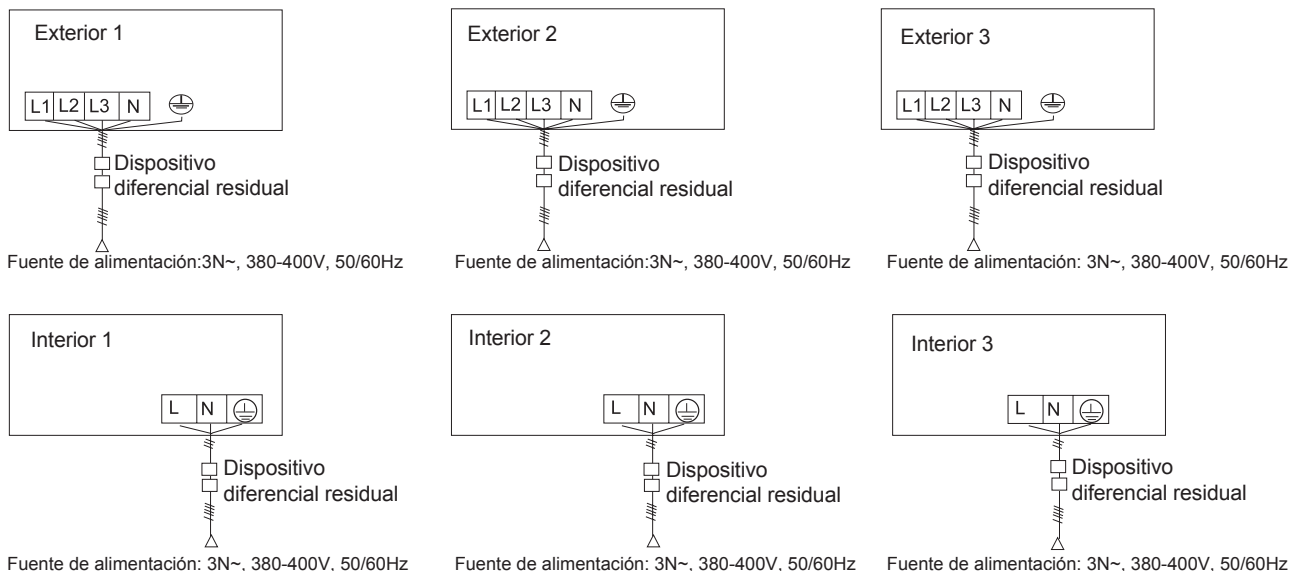 Exterior 1
L1 L2 L3 N
Dispositivo
diferencial residual
Fuente de alimentación:3N~, 380-400V, 50/60Hz
Exterior 2
L1 L2 L3 N
Dispositivo
diferencial residual
Fuente de alimentación:3N~, 380-400V, 50/60Hz
Exterior 3
L1 L2 L3 N
Dispositivo
diferencial residual
Fuente de alimentación: 3N~, 380-400V, 50/60Hz
Interior 1
L N
Dispositivo
diferencial residual
Fuente de alimentación: 3N~, 380-400V, 50/60Hz
Interior 2
L N
Dispositivo
diferencial residual
Fuente de alimentación: 3N~, 380-400V, 50/60Hz
Interior 3
L N
Dispositivo
diferencial residual
Fuente de alimentación: 3N~, 380-400V, 50/60Hz